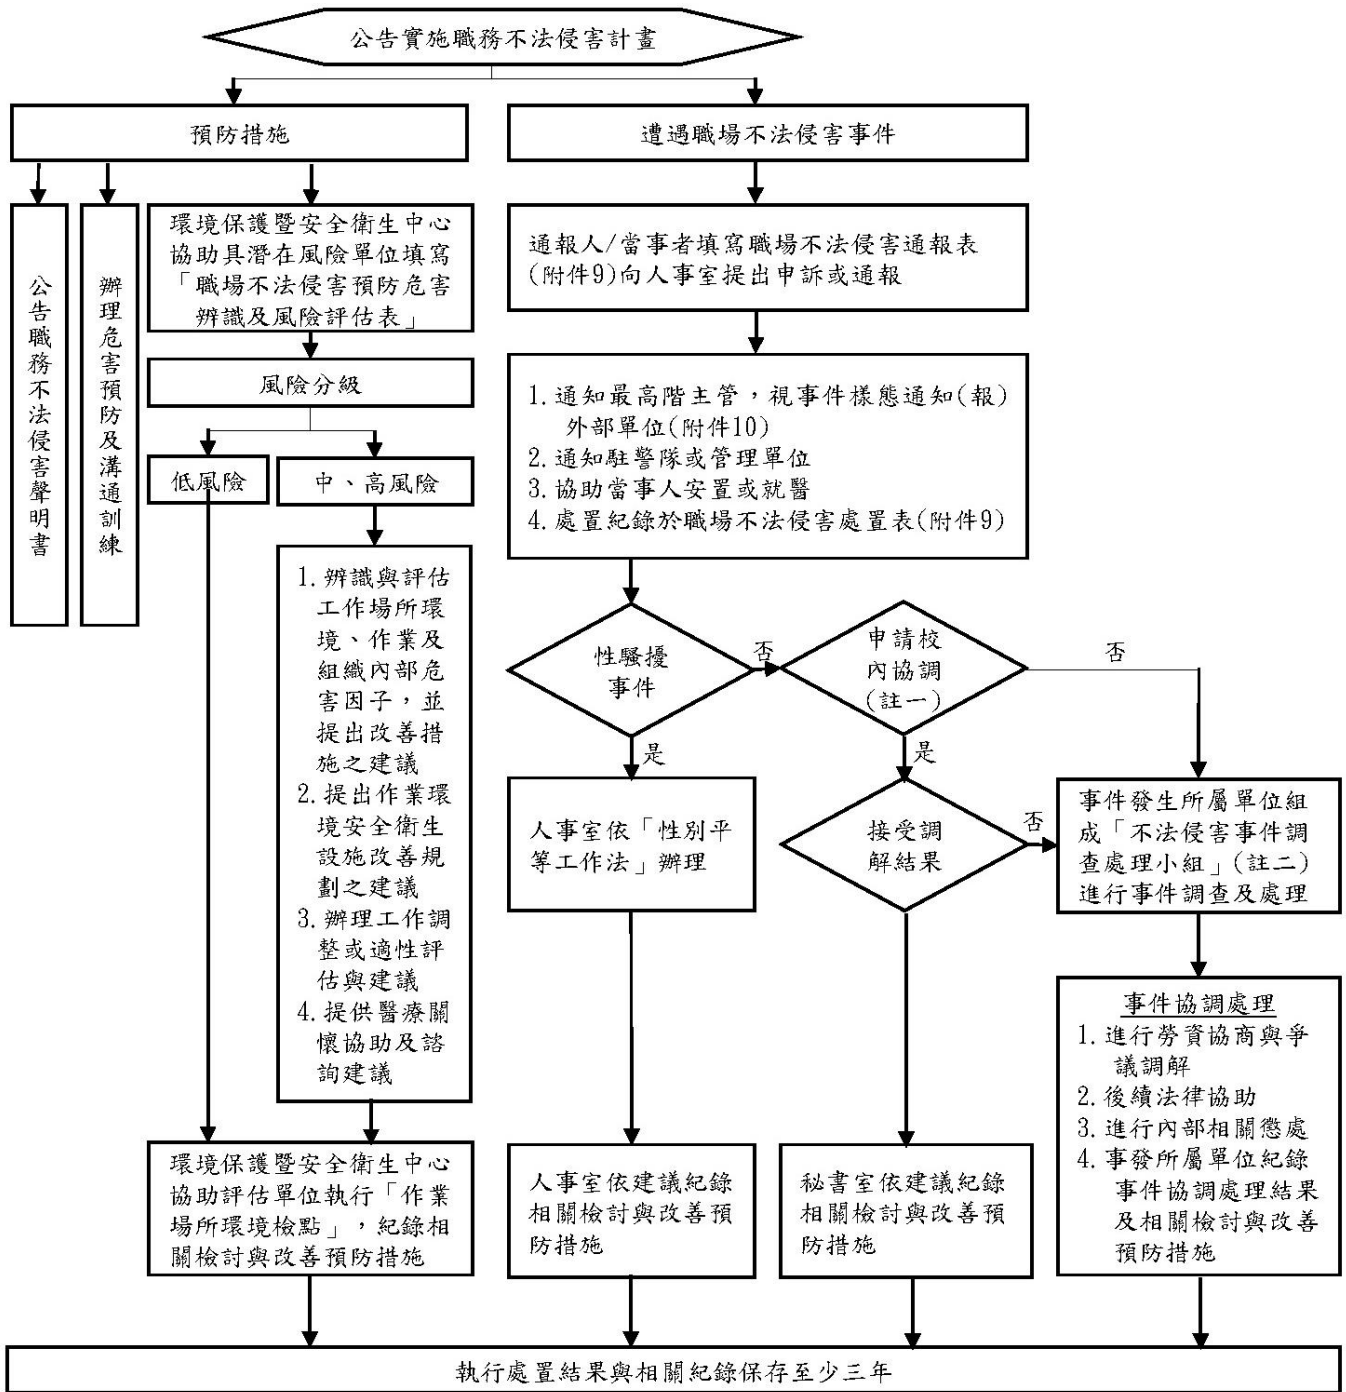 公告實施職務不法侵害計畫
預防措施
遭遇職場不法侵害事件
公告職務不法侵害聲明書
辦理危害預防及溝通訓練
環境保護暨安全衛生中心
協助具潛在風險單位填寫
「職場不法侵害預防危害
辨識及風險評估表」
風險分級
低風險
中、高風險
1.辨識與評估
工作場所環
境、作業及
組織內部危
害因子，並
提出改善措
施之建議
2.提出作業環
境安全衛生
設施改善規
劃之建議
3.辦理工作調
整或適性評
估與建議
4.提供醫療關
懷協助及諮
詢建議
環境保護暨安全衛生中心
協助評估單位執行「作業
場所環境檢點」，紀錄相
關檢討與改善預防措施
通報人/當事者填寫職場不法侵害通報表
(附件9)向人事室提出申訴或通報
1.通知最高階主管，視事件樣態通知(報)
外部單位(附件10)
2.通知駐警隊或管理單位
3.協助當事人安置或就醫
4.處置紀錄於職場不法侵害處置表(附件9)
性騷擾
事件
否
是
申請校
內協調
(註一)
否
是
人事室依「性別平
等工作法」辦理
接受調
解結果
否
事件發生所屬單位組
成「不法侵害事件調
查處理小組」(註二)
進行事件調查及處理
事件協調處理
1.進行勞資協商與爭
議調解
2.後續法律協助
3.進行內部相關懲處
4.事發所屬單位紀錄
事件協調處理結果
及相關檢討與改善
預防措施
人事室依建議紀錄
相關檢討與改善預
防措施
秘書室依建議紀錄
相關檢討與改善預
防措施
執行處置結果與相關紀錄保存至少三年